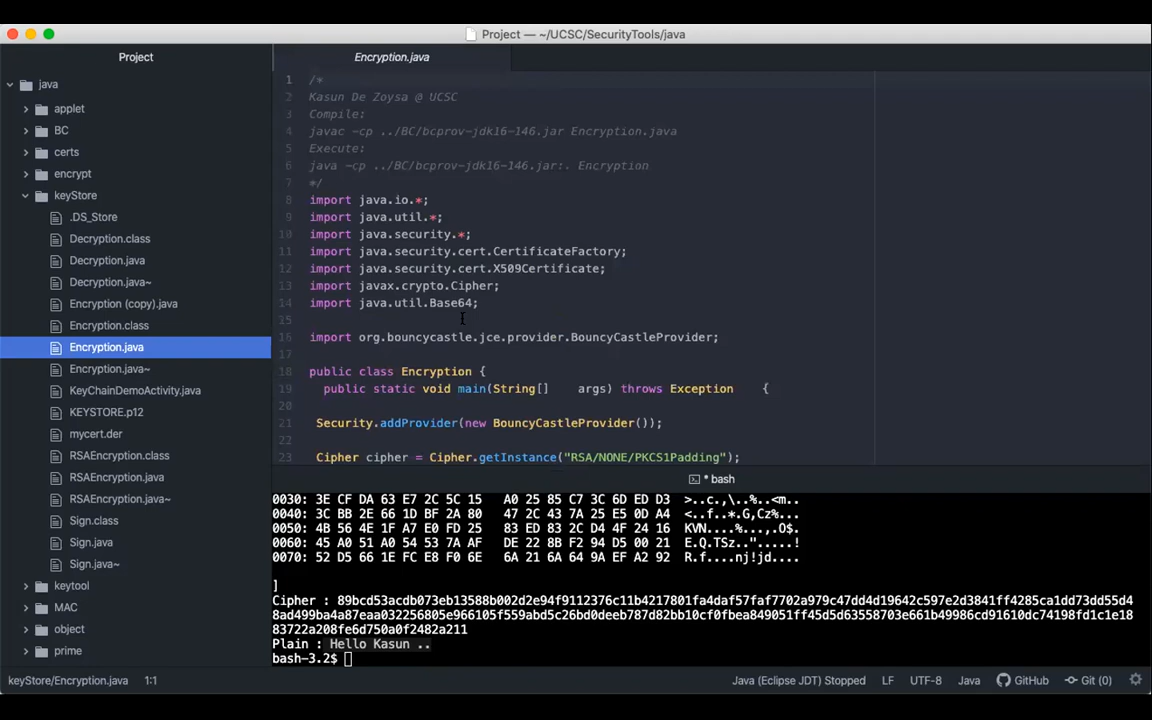 Project — ~/UCSC/SecurityTools/java
Project
java
applet
BC
certs
encrypt
keyStore
.DS_Store
Decryption.class
Decryption.java
Decryption.java~
Encryption (copy).java
Encryption.class
Encryption.java
Encryption.java~
KeyChainDemoActivity.java
KEYSTORE.p12
mycert.der
RSAEncryption.class
RSAEncryption.java
RSAEncryption.java~
Sign.class
Sign.java
Sign.java~
keytool
MAC
object
prime
Encryption.java
1 /*
2 Kasun De Zoysa @ UCSC
3 Compile:
4 javac -cp ../BC/bcprov-jdk16-146.jar Encryption.java
5 Execute:
6 java -cp ../BC/bcprov-jdk16-146.jar:. Encryption
7 */
8 import java.io.*;
9 import java.util.*;
10 import java.security.*;
11 import java.security.cert.CertificateFactory;
12 import java.security.cert.X509Certificate;
13 import javax.crypto.Cipher;
14 import java.util.Base64;
15
16 import org.bouncycastle.jce.provider.BouncyCastleProvider;
17
18 public class Encryption {
19 public static void main(String[] args) throws Exception {
20
21 Security.addProvider(new BouncyCastleProvider());
22
23 Cipher cipher = Cipher.getInstance("RSA/NONE/PKCS1Padding");
* bash
0030: 3E CF DA 63 E7 2C 5C 15 A0 25 85 C7 3C 6D ED D3 >..c.,\..%..<m..
0040: 3C BB 2E 66 1D BF 2A 80 47 2C 43 7A 25 E5 0D A4 <..f..*.G,Cz%...
0050: 4B 56 4E 1F A7 E0 FD 25 83 ED 83 2C D4 4F 24 16 KVN....%...,.O$.
0060: 45 A0 51 A0 54 53 7A AF DE 22 8B F2 94 D5 00 21 E.Q.TSz..".....!
0070: 52 D5 66 1E FC E8 F0 6E 6A 21 6A 64 9A EF A2 92 R.f....nj!jd....
]
Cipher : 89bcd53acdb073eb13588b002d2e94f9112376c11b4217801fa4daf57faf7702a979c47dd4d19642c597e2d3841ff4285ca1dd73dd55d4
48ad499ba4a87eaa032256805e966105f559abd5c26bd0deeb787d82bb10cf0fbea849051ff45d5d63558703e661b49986cd91610dc74198fd1c1e18
83722a208fe6d750a0f2482a211
Plain : Hello Kasun ..
bash-3.2$
keyStore/Encryption.java 1:1
Java (Eclipse JDT) Stopped LF UTF-8 Java GitHub Git (0)